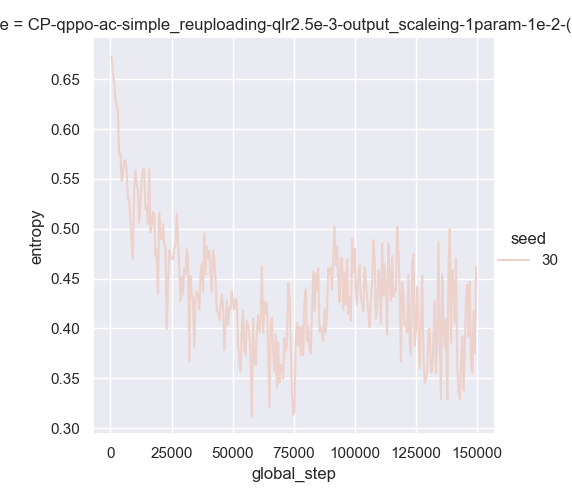 e = CP-qppo-ac-simple_reuploading-qlr2.5e-3-output_scaleing-1param-1e-2-(
0.65
0.60
0.55
0.50
0.45
0.40
0.35
0.30
entropy
0 25000 50000 75000 100000 125000 150000
global_step
seed
30